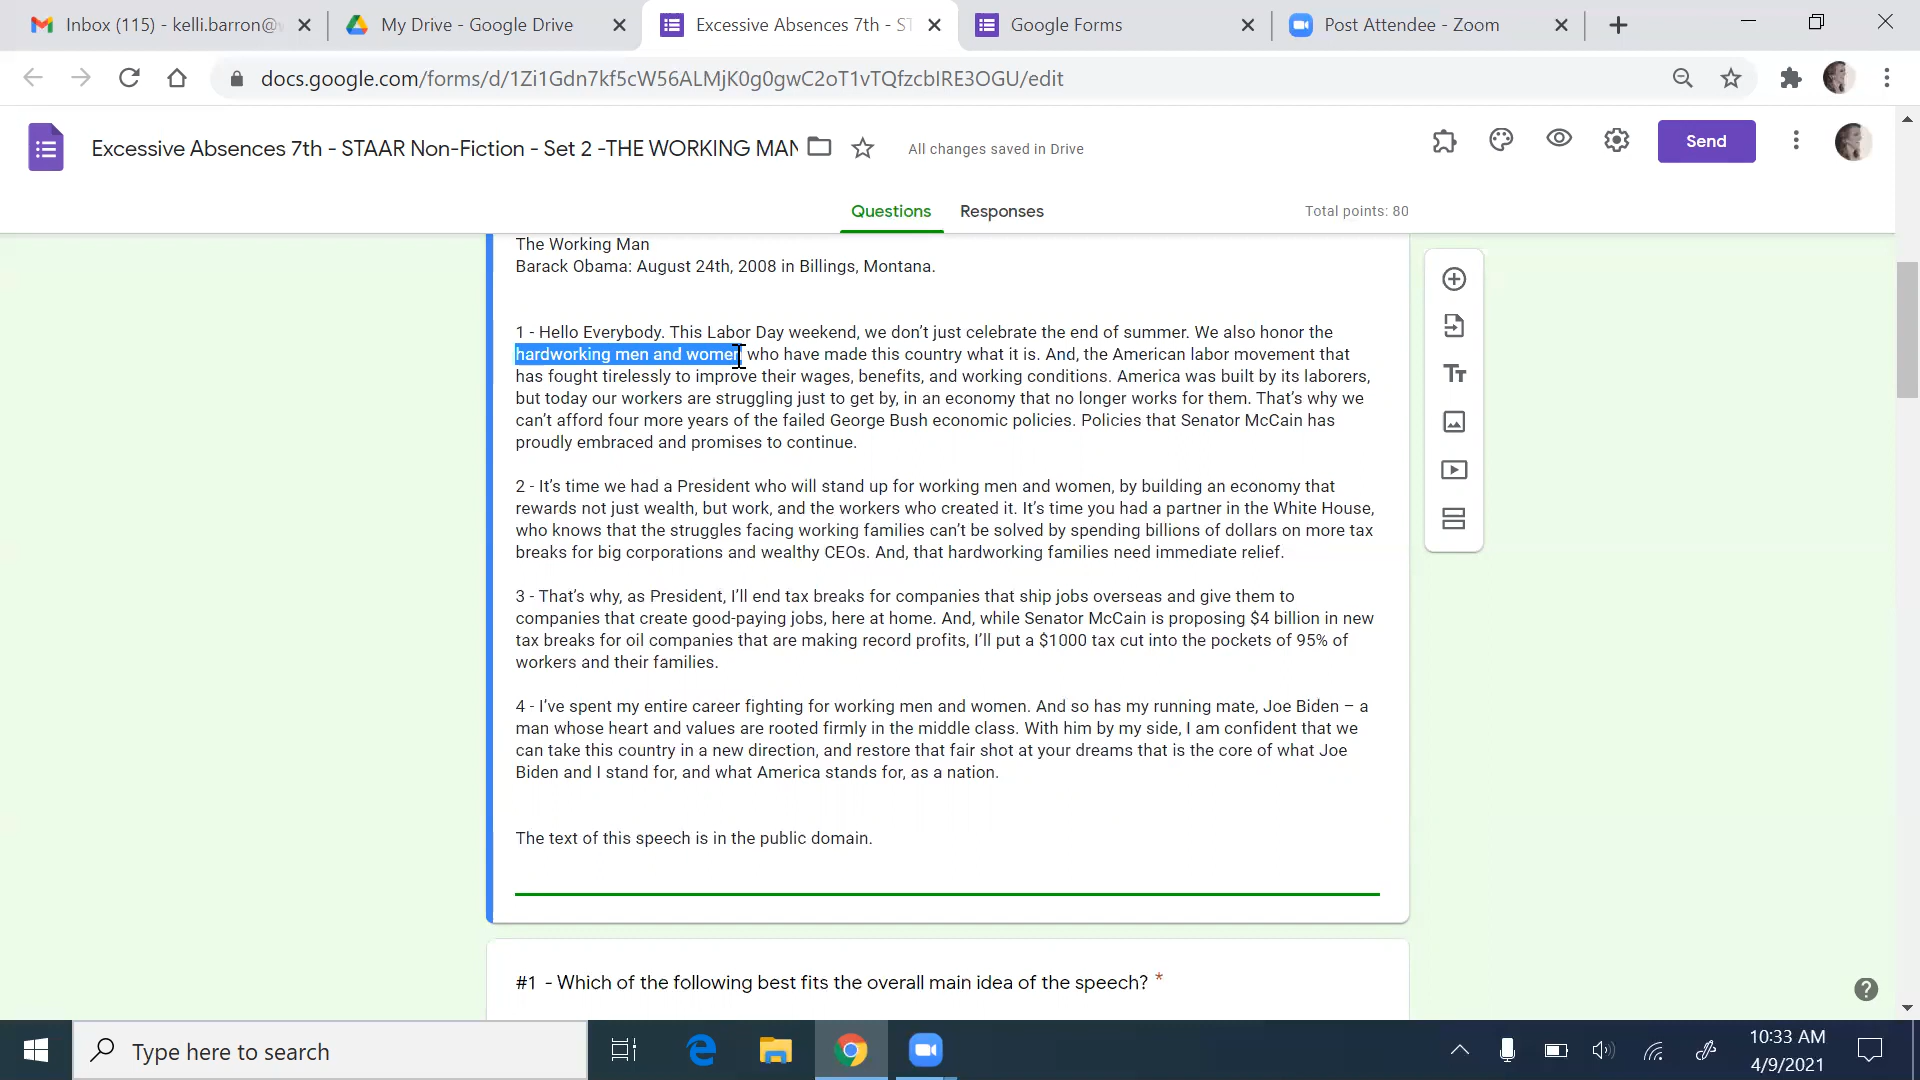 Inbox (115) - kelli.barron@
My Drive - Google Drive
Excessive Absences 7th - ST
Google Forms
Post Attendee - Zoom
docs.google.com/forms/d/1Zi1Gdn7kf5cW56ALMjK0g0gwC2oT1vTQfzcbIRE3OGU/edit
Excessive Absences 7th - STAAR Non-Fiction - Set 2 -THE WORKING MAN
All changes saved in Drive
Send
Questions
Responses
Total points: 80
The Working Man
Barack Obama: August 24th, 2008 in Billings, Montana.
1 - Hello Everybody. This Labor Day weekend, we don’t just celebrate the end of summer. We also honor the
hardworking men and women who have made this country what it is. And, the American labor movement that
has fought tirelessly to improve their wages, benefits, and working conditions. America was built by its laborers,
but today our workers are struggling just to get by, in an economy that no longer works for them. That’s why we
can’t afford four more years of the failed George Bush economic policies. Policies that Senator McCain has
proudly embraced and promises to continue.
2 - It’s time we had a President who will stand up for working men and women, by building an economy that
rewards not just wealth, but work, and the workers who created it. It’s time you had a partner in the White House,
who knows that the struggles facing working families can’t be solved by spending billions of dollars on more tax
breaks for big corporations and wealthy CEOs. And, that hardworking families need immediate relief.
3 - That’s why, as President, I’ll end tax breaks for companies that ship jobs overseas and give them to
companies that create good-paying jobs, here at home. And, while Senator McCain is proposing $4 billion in new
tax breaks for oil companies that are making record profits, I’ll put a $1000 tax cut into the pockets of 95% of
workers and their families.
4 - I’ve spent my entire career fighting for working men and women. And so has my running mate, Joe Biden – a
man whose heart and values are rooted firmly in the middle class. With him by my side, I am confident that we
can take this country in a new direction, and restore that fair shot at your dreams that is the core of what Joe
Biden and I stand for, and what America stands for, as a nation.
The text of this speech is in the public domain.
#1 - Which of the following best fits the overall main idea of the speech? *
Type here to search
10:33 AM
4/9/2021